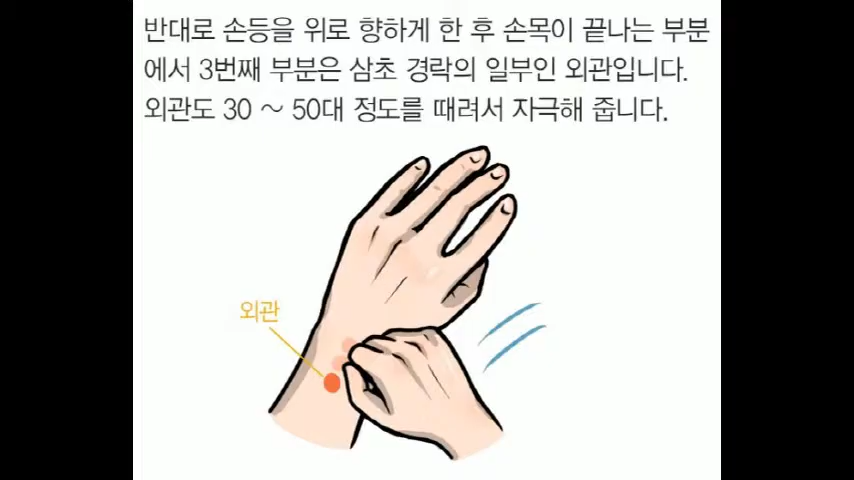 반대로 손등을 위로 향하게 한 후 손목이 끝나는 부분
에서 3번째 부분은 삼초 경락의 일부인 외관입니다.
외관도 30 ~ 50대 정도를 때려서 자극해 줍니다.
외관